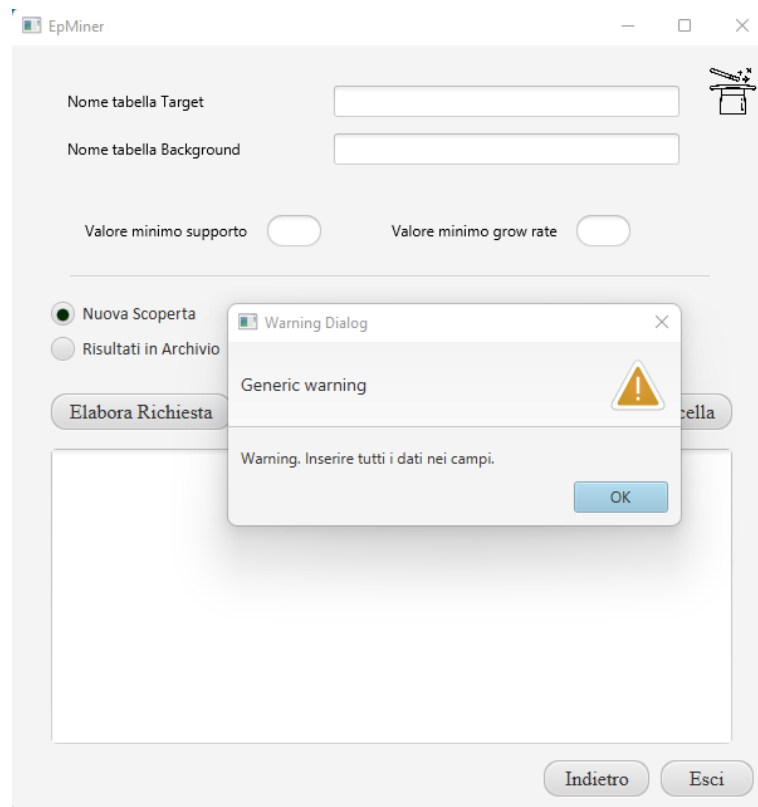 EpMiner
Nome tabella Target
Nome tabella Background
Valore minimo supporto Valore minimo grow rate
Nuova Scoperta
Risultati in Archivio
Warning Dialog
Generic warning
Elabora Richiesta
Warning. Inserire tutti i dati nei campi.
OK
Indietro Esci